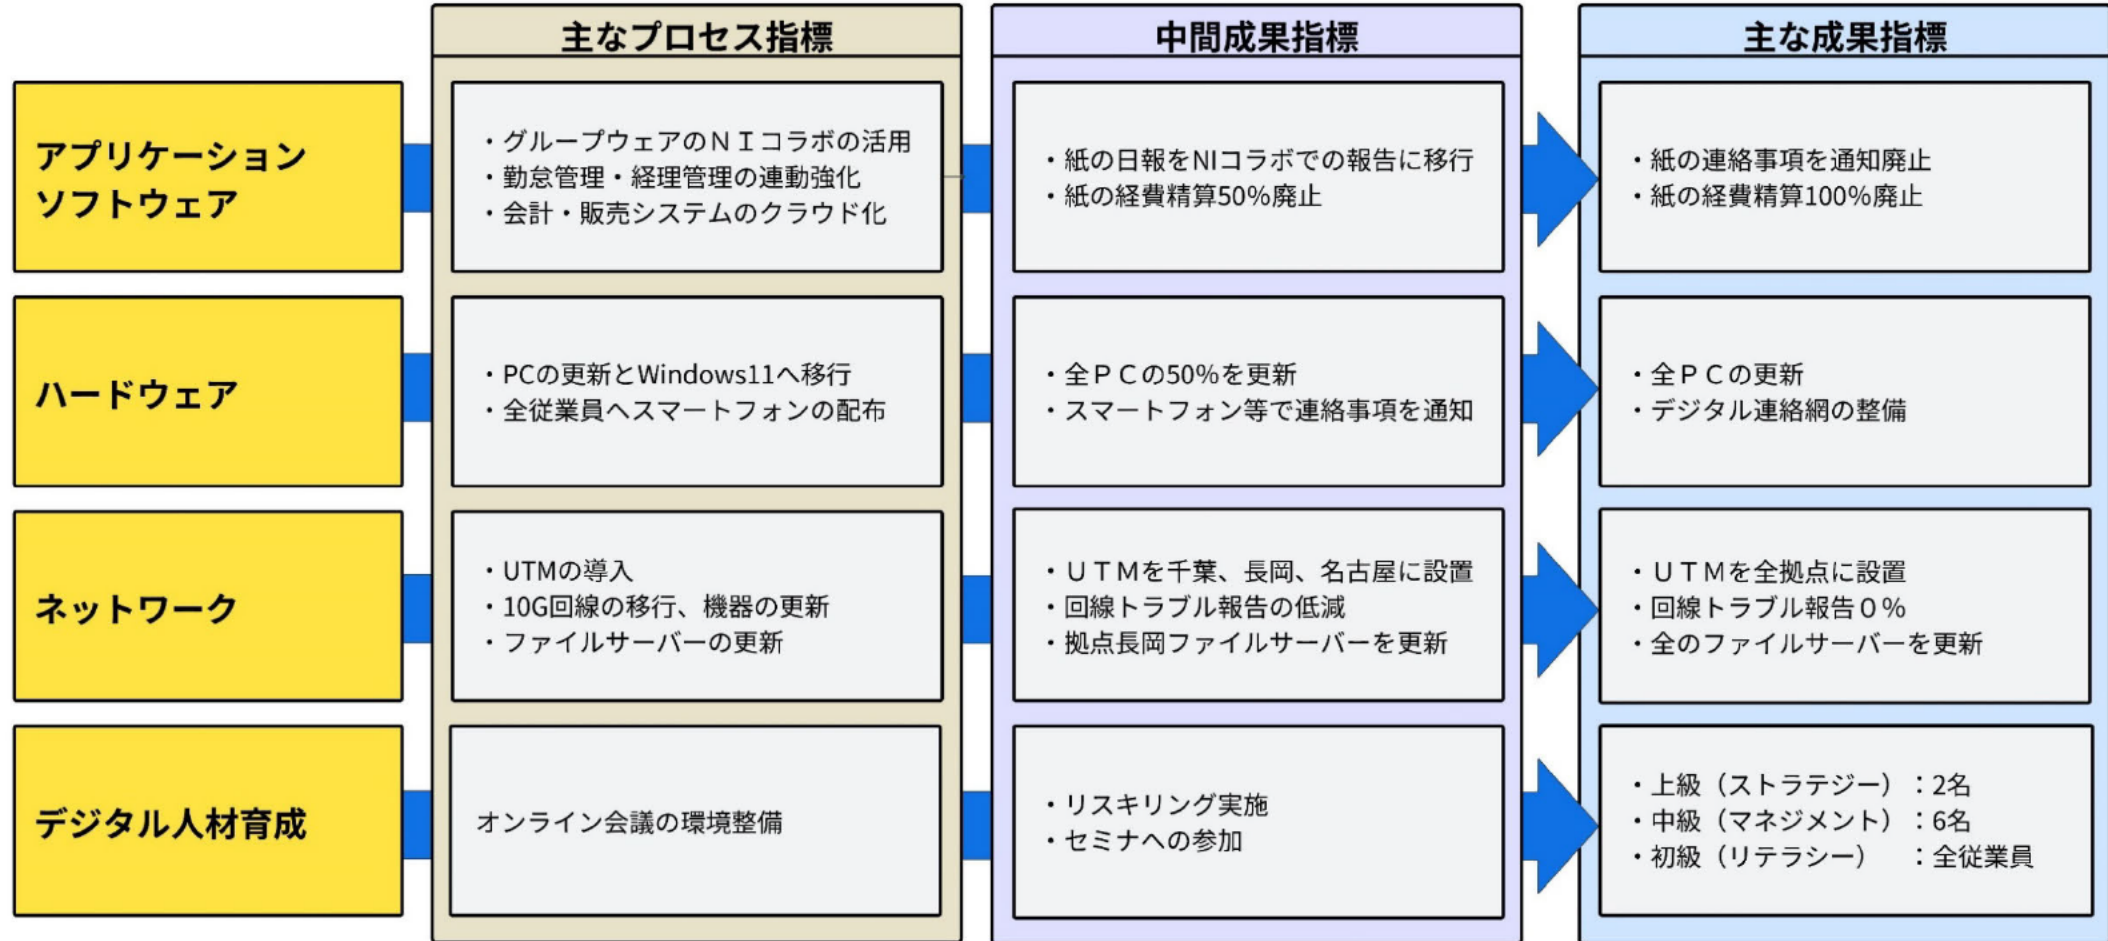 主なプロセス指標
中間成果指標
主な成果指標
アプリケーション
ソフトウェア
・グループウェアのＮＩコラボの活用
・勤怠管理・経理管理の連動強化
・会計・販売システムのクラウド化
・紙の日報をNIコラボでの報告に移行
・紙の経費精算50%廃止
・紙の連絡事項を通知廃止
・紙の経費精算100%廃止
ハードウェア
・PCの更新とWindows11へ移行
・全従業員へスマートフォンの配布
・全ＰＣの50%を更新
・スマートフォン等で連絡事項を通知
・全ＰＣの更新
・デジタル連絡網の整備
ネットワーク
・UTMの導入
・10G回線の移行、機器の更新
・ファイルサーバーの更新
・ＵＴＭを千葉、長岡、名古屋に設置
・回線トラブル報告の低減
・拠点長岡ファイルサーバーを更新
・ＵＴＭを全拠点に設置
・回線トラブル報告０％
・全のファイルサーバーを更新
デジタル人材育成
オンライン会議の環境整備
・リスキリング実施
・セミナへの参加
・上級（ストラテジー）：2名
・中級（マネジメント）：6名
・初級（リテラシー）　：全従業員